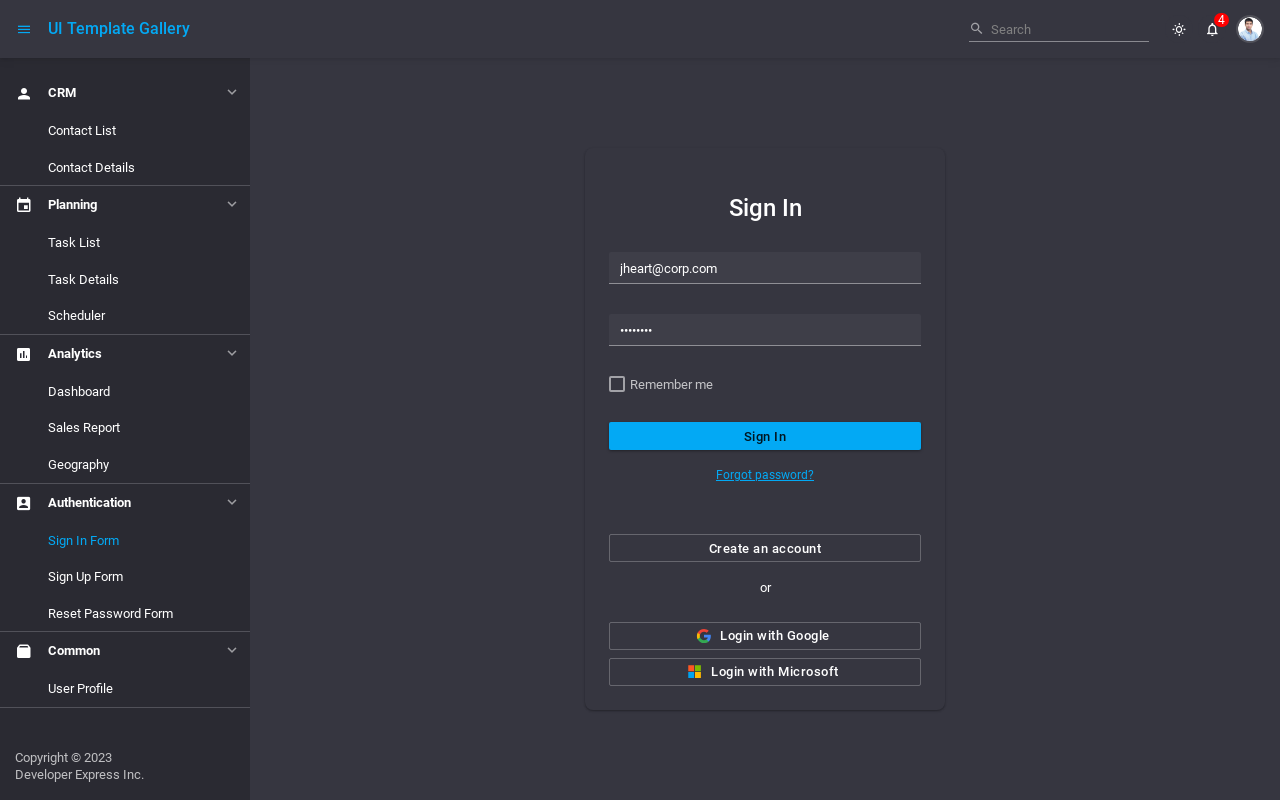 UI Template Gallery
Search
4
CRM
Contact List
Contact Details
Planning
Task List
Task Details
Scheduler
Analytics
Dashboard
Sales Report
Geography
Authentication
Sign In Form
Sign Up Form
Reset Password Form
Common
User Profile
Copyright © 2023
Developer Express Inc.
Sign In
jheart@corp.com
••••••••
Remember me
Sign In
Forgot password?
Create an account
or
Login with Google
Login with Microsoft